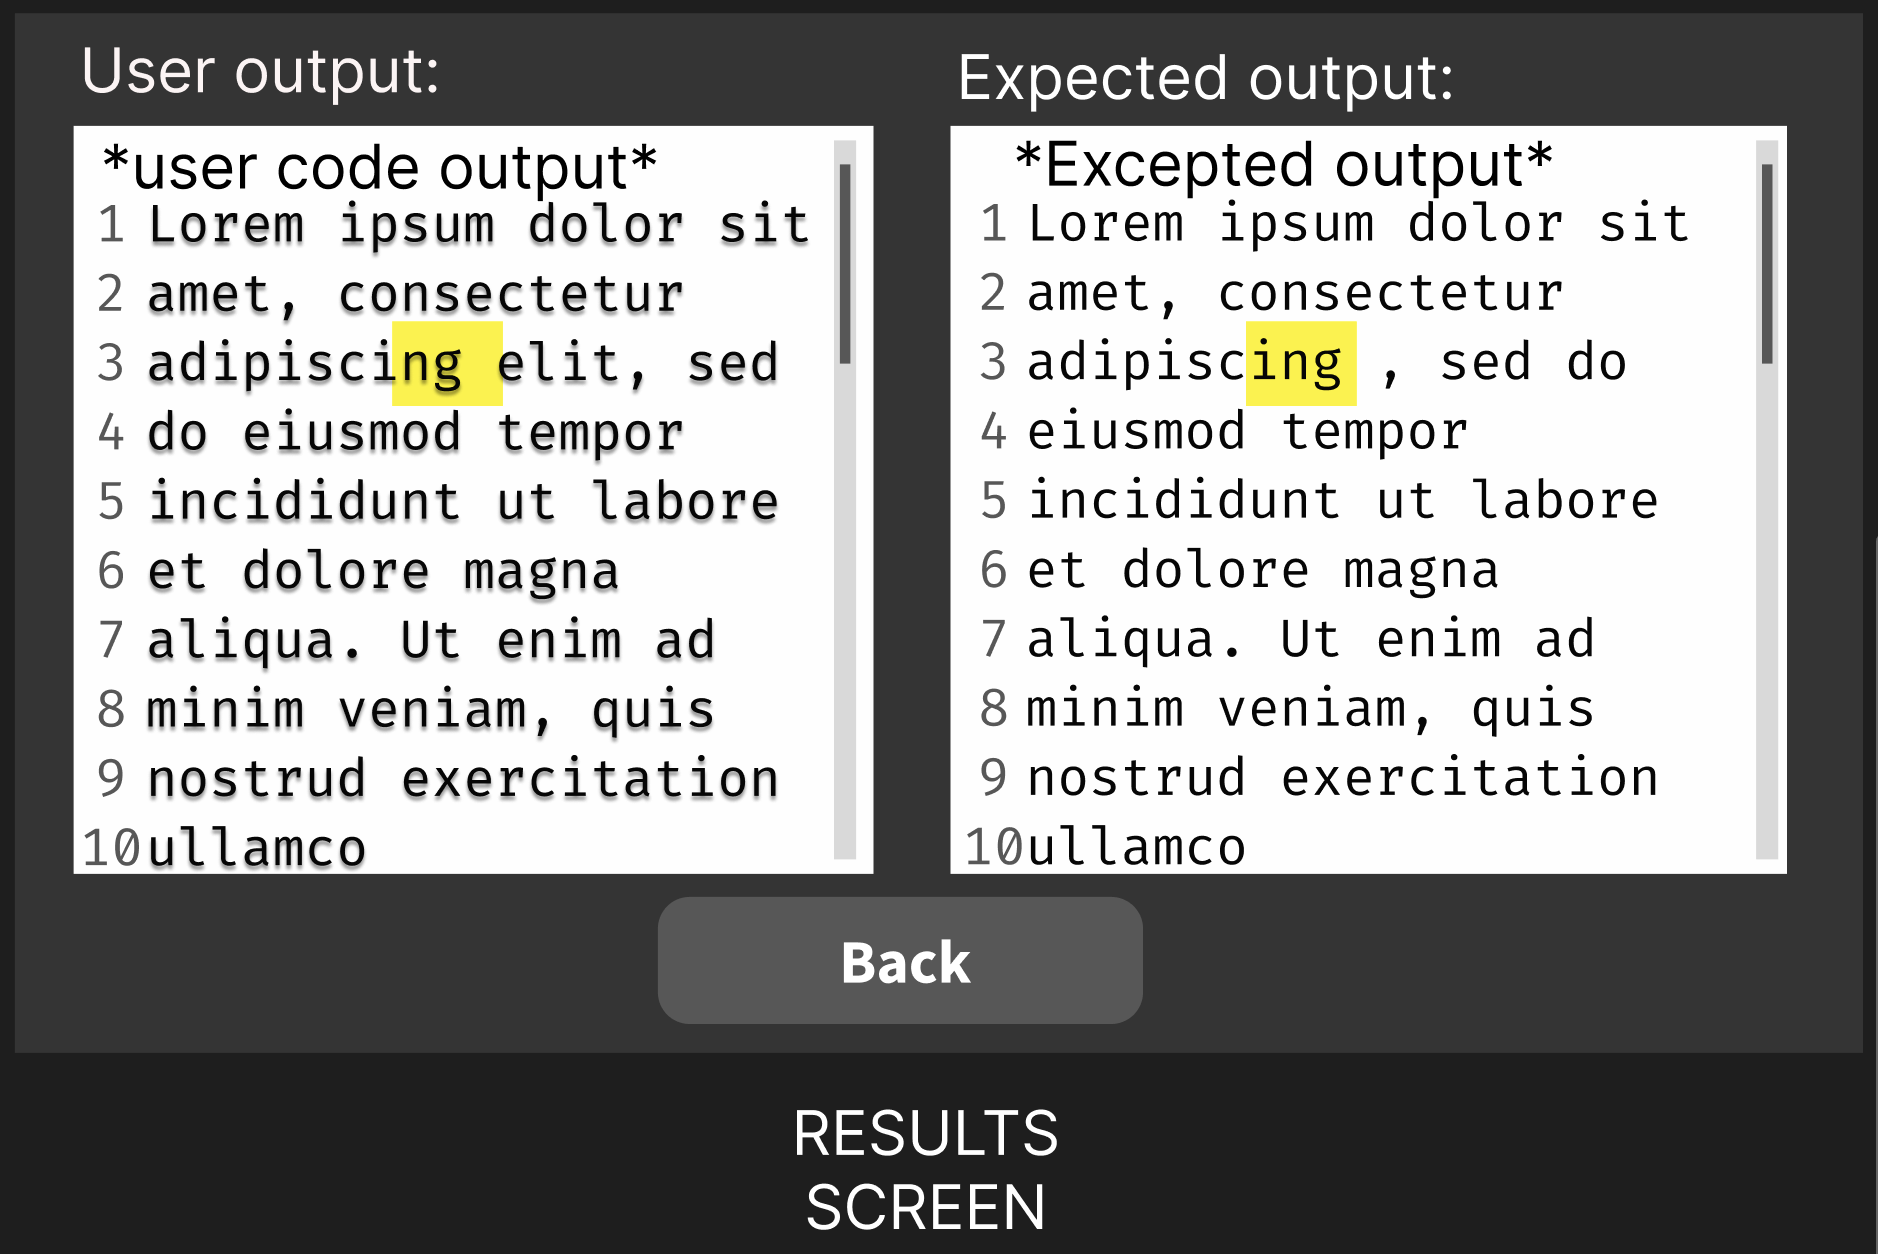 User output:
*user code output*
1 Lorem ipsum dolor sit
2 amet, consectetur
3 adipiscing elit, sed
4 do eiusmod tempor
5 incididunt ut labore
6 et dolore magna
7 aliqua. Ut enim ad
8 minim veniam, quis
9 nostrud exercitation
10 ullamco
Expected output:
*Excepted output*
1 Lorem ipsum dolor sit
2 amet, consectetur
3 adipiscing , sed do
4 eiusmod tempor
5 incididunt ut labore
6 et dolore magna
7 aliqua. Ut enim ad
8 minim veniam, quis
9 nostrud exercitation
10 ullamco
Back
RESULTS
SCREEN